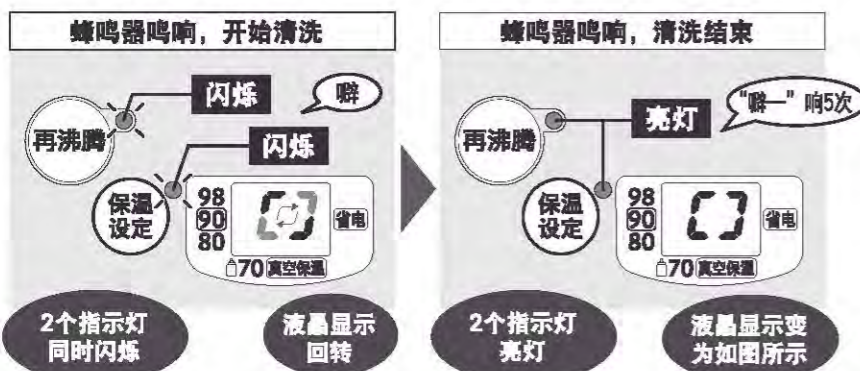 蜂鸣器鸣响，开始清洗
闪烁
噼
再沸腾
闪烁
保温
设定
98
90
80
省电
70 真空保温
2个指示灯
同时闪烁
液晶显示
回转
蜂鸣器鸣响，清洗结束
亮灯
“噼—”响5次
再沸腾
保温
设定
98
90
80
省电
70 真空保温
2个指示灯
亮灯
液晶显示变
为如图所示